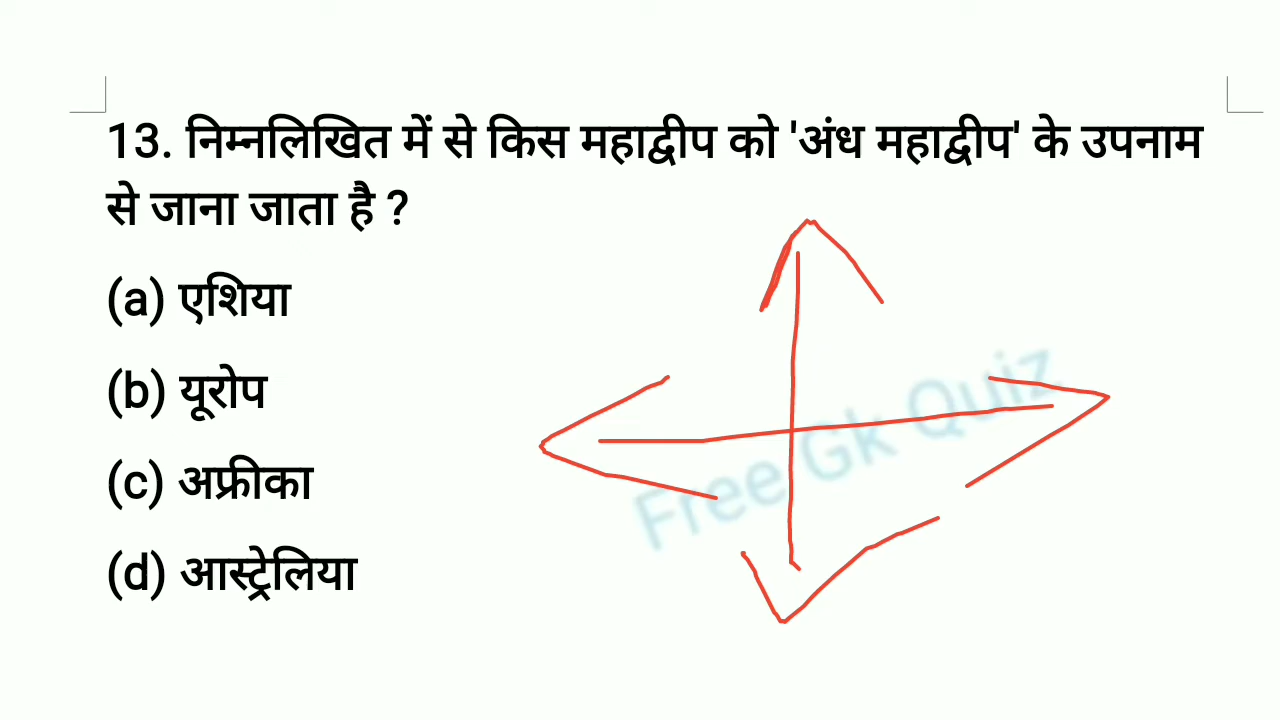 13. निम्नलिखित में से किस महाद्वीप को 'अंध महाद्वीप' के उपनाम
से जाना जाता है ?
(a) एशिया
(b) यूरोप
(c) अफ्रीका
(d) आस्ट्रेलिया
Free Gk Quiz